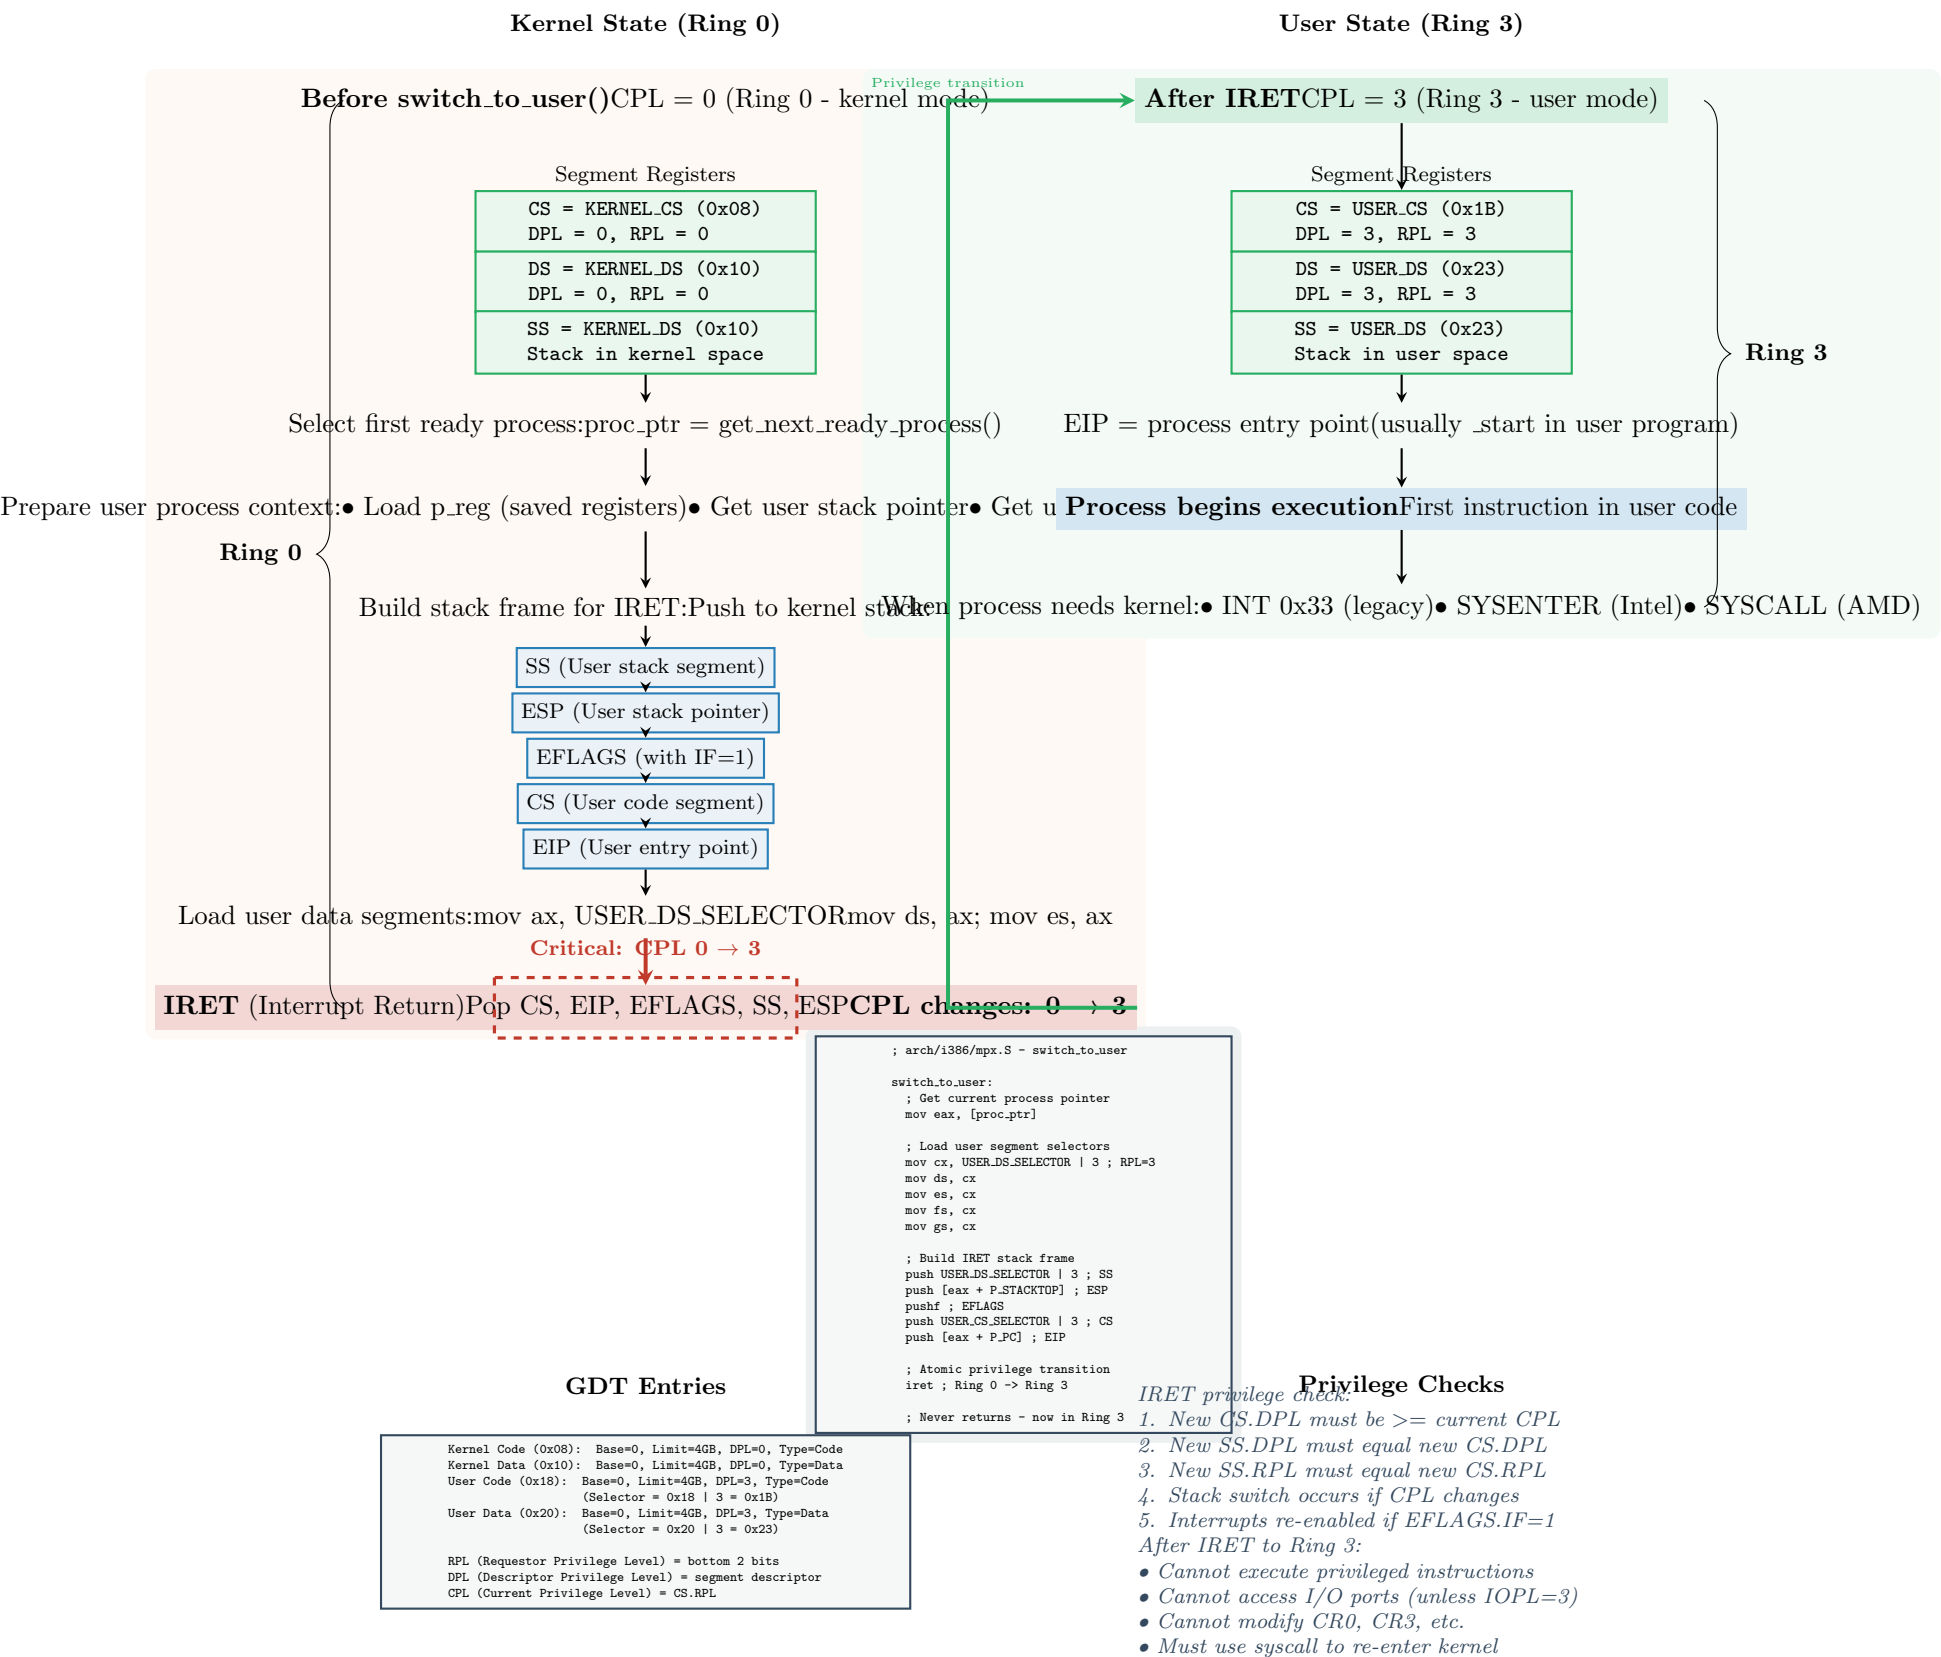 Kernel State (Ring 0)
Before switch_to_user()CPL = 0 (Ring 0 - kernel mode)
Segment Registers
CS = KERNEL_CS (0x08)
DPL = 0, RPL = 0
DS = KERNEL_DS (0x10)
DPL = 0, RPL = 0
SS = KERNEL_DS (0x10)
Stack in kernel space
Select first ready process:proc_ptr = get_next_ready_process()
Prepare user process context:• Load p_reg (saved registers)• Get user stack pointer• Get u
Ring 0
Build stack frame for IRET:Push to kernel stack:
SS (User stack segment)
ESP (User stack pointer)
EFLAGS (with IF=1)
CS (User code segment)
EIP (User entry point)
Load user data segments:mov ax, USER_DS_SELECTORmov ds, ax; mov es, ax
Critical: CPL 0 → 3
IRET (Interrupt Return)Pop CS, EIP, EFLAGS, SS, ESPCPL changes: 0 → 3
Privilege transition
User State (Ring 3)
After IRETCPL = 3 (Ring 3 - user mode)
Segment Registers
CS = USER_CS (0x1B)
DPL = 3, RPL = 3
DS = USER_DS (0x23)
DPL = 3, RPL = 3
SS = USER_DS (0x23)
Stack in user space
Ring 3
EIP = process entry point(usually _start in user program)
Process begins executionFirst instruction in user code
When process needs kernel:• INT 0x33 (legacy)• SYSENTER (Intel)• SYSCALL (AMD)
; arch/i386/mpx.S - switch_to_user
switch_to_user:
; Get current process pointer
mov eax, [proc_ptr]
; Load user segment selectors
mov cx, USER_DS_SELECTOR | 3 ; RPL=3
mov ds, cx
mov es, cx
mov fs, cx
mov gs, cx
; Build IRET stack frame
push USER_DS_SELECTOR | 3 ; SS
push [eax + P_STACKTOP] ; ESP
pushf ; EFLAGS
push USER_CS_SELECTOR | 3 ; CS
push [eax + P_PC] ; EIP
; Atomic privilege transition
iret ; Ring 0 -> Ring 3
; Never returns - now in Ring 3
GDT Entries
Kernel Code (0x08):  Base=0, Limit=4GB, DPL=0, Type=Code
Kernel Data (0x10):  Base=0, Limit=4GB, DPL=0, Type=Data
User Code (0x18):  Base=0, Limit=4GB, DPL=3, Type=Code
(Selector = 0x18 | 3 = 0x1B)
User Data (0x20):  Base=0, Limit=4GB, DPL=3, Type=Data
(Selector = 0x20 | 3 = 0x23)
RPL (Requestor Privilege Level) = bottom 2 bits
DPL (Descriptor Privilege Level) = segment descriptor
CPL (Current Privilege Level) = CS.RPL
Privilege Checks
IRET privilege check:
1. New CS.DPL must be >= current CPL
2. New SS.DPL must equal new CS.DPL
3. New SS.RPL must equal new CS.RPL
4. Stack switch occurs if CPL changes
5. Interrupts re-enabled if EFLAGS.IF=1
After IRET to Ring 3:
• Cannot execute privileged instructions
• Cannot access I/O ports (unless IOPL=3)
• Cannot modify CR0, CR3, etc.
• Must use syscall to re-enter kernel